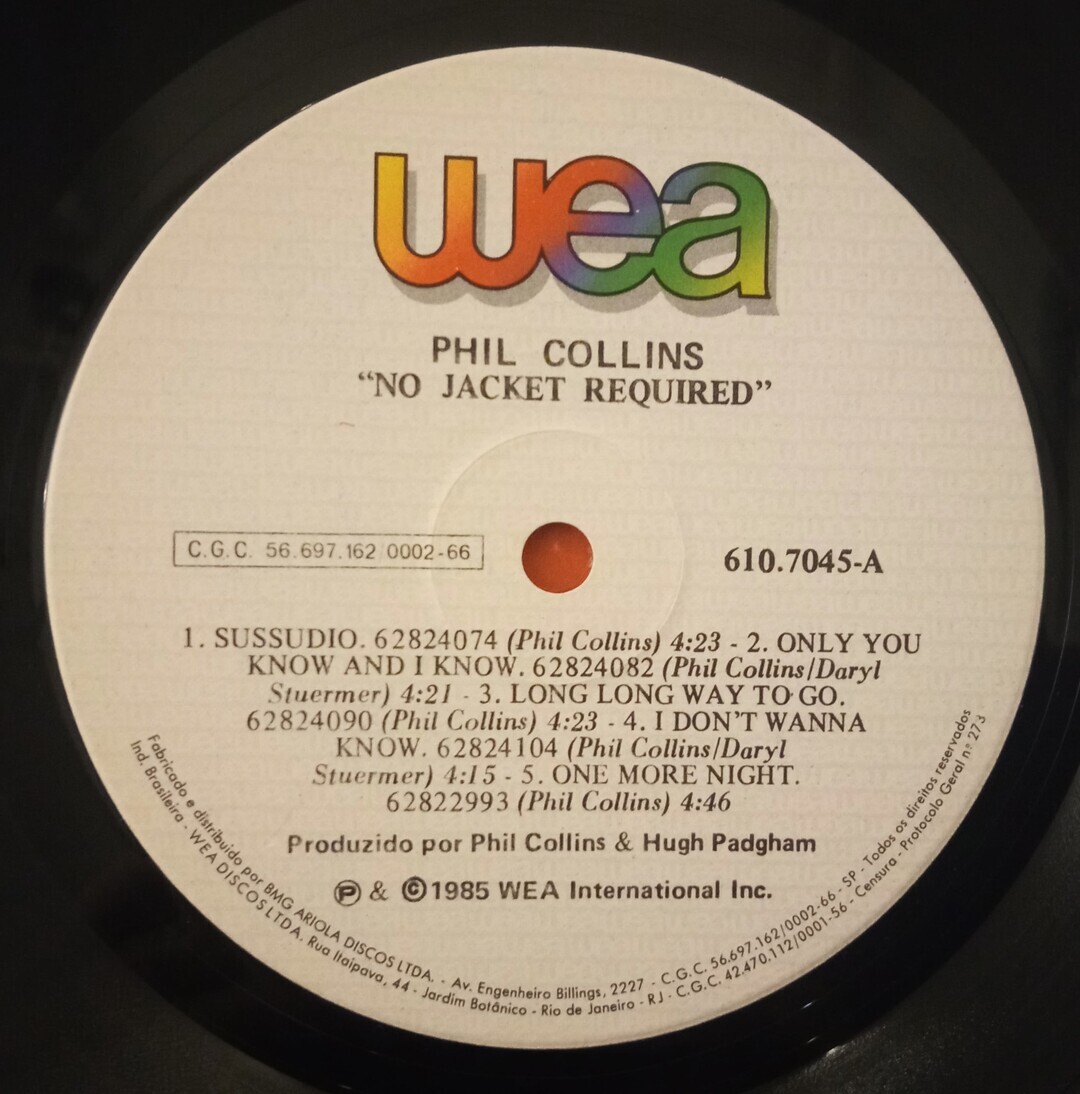 wea
PHIL COLLINS
“NO JACKET REQUIRED”
C.G.C. 56.697.162 0002-66
610.7045-A
1. SUSSUDIO. 62824074 (Phil Collins) 4:23 - 2. ONLY YOU
KNOW AND I KNOW. 62824082 (Phil Collins/Daryl
Stuermer) 4:21 - 3. LONG LONG WAY TO GO.
62824090 (Phil Collins) 4:23 - 4. I DON’T WANNA
KNOW. 62824104 (Phil Collins/Daryl
Stuermer) 4:15 - 5. ONE MORE NIGHT.
62822993 (Phil Collins) 4:46
Produzido por Phil Collins & Hugh Padgham
℗ & ©1985 WEA International Inc.
Fabricado e distribuido por BMG ARIOLA DISCOS LTDA. - Av. Engenheiro Billings, 2227 - C.G.C. 56.697.162/0002-66 - SP - Todos os direitos reservados
Ind. Brasileira - WEA DISCOS LTDA. Rua Itaipava, 44 - Jardim Botânico - Rio de Janeiro - RJ - C.G.C. 42.470.112/0001-56 - Censura - Protocolo Geral nº 273